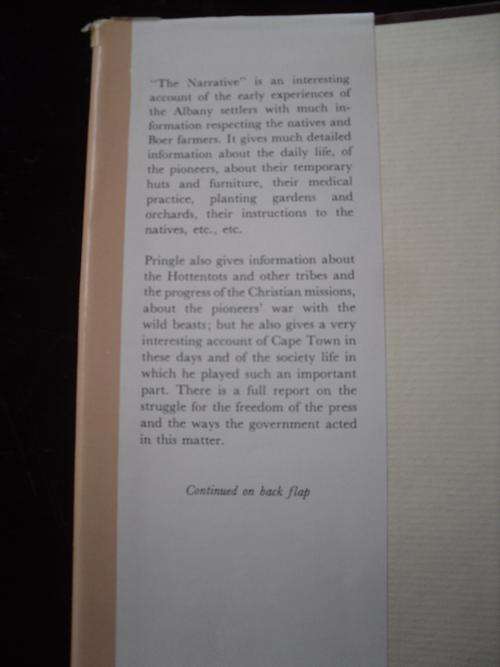 "The Narrative" is an interesting
account of the early experiences of
the Albany settlers with much in-
formation respecting the natives and
Boer farmers. It gives much detailed
information about the daily life, of
the pioneers, about their temporary
huts and furniture, their medical
practice, planting gardens and
orchards, their instructions to the
natives, etc., etc.
Pringle also gives information about
the Hottentots and other tribes and
the progress of the Christian missions,
about the pioneers' war with the
wild beasts; but he also gives a very
interesting account of Cape Town in
these days and of the society life in
which he played such an important
part. There is a full report on the
struggle for the freedom of the press
and the ways the government acted
in this matter.
Continued on back flap